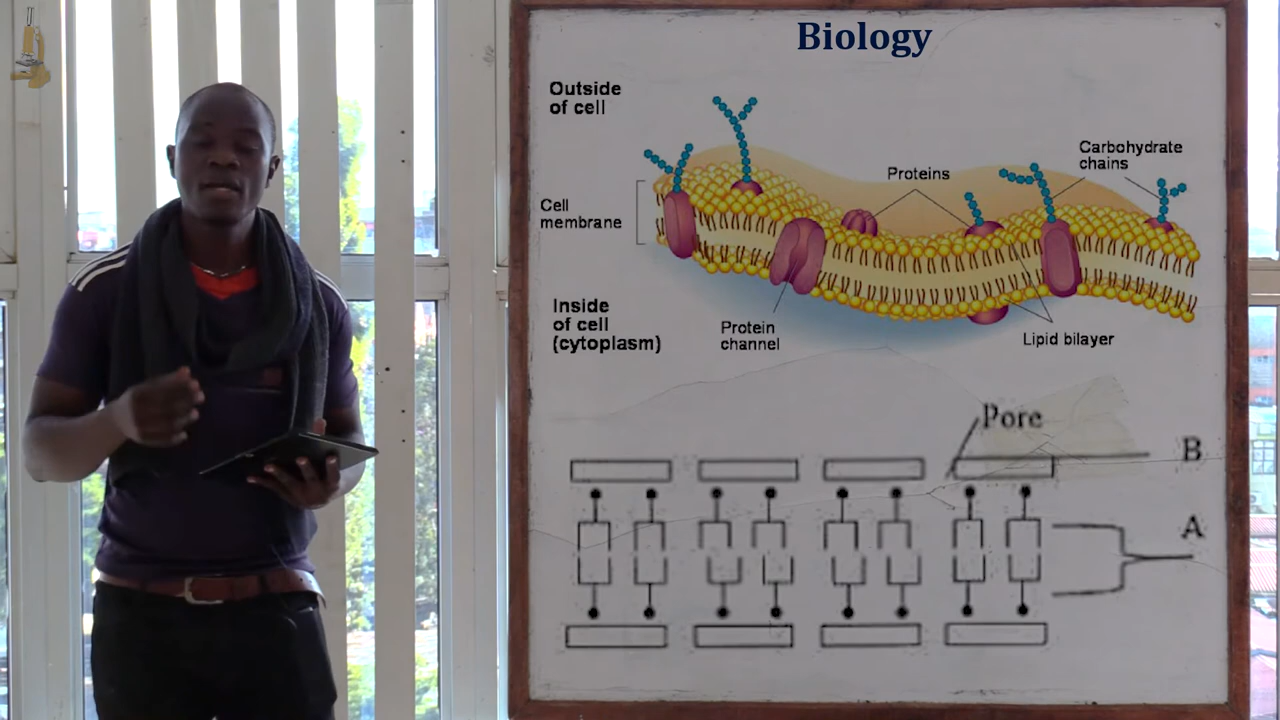 Biology
Outside
of cell
Carbohydrate
chains
Proteins
Cell
membrane
Inside
of cell
(cytoplasm)
Protein
channel
Lipid bilayer
Pore
B
A